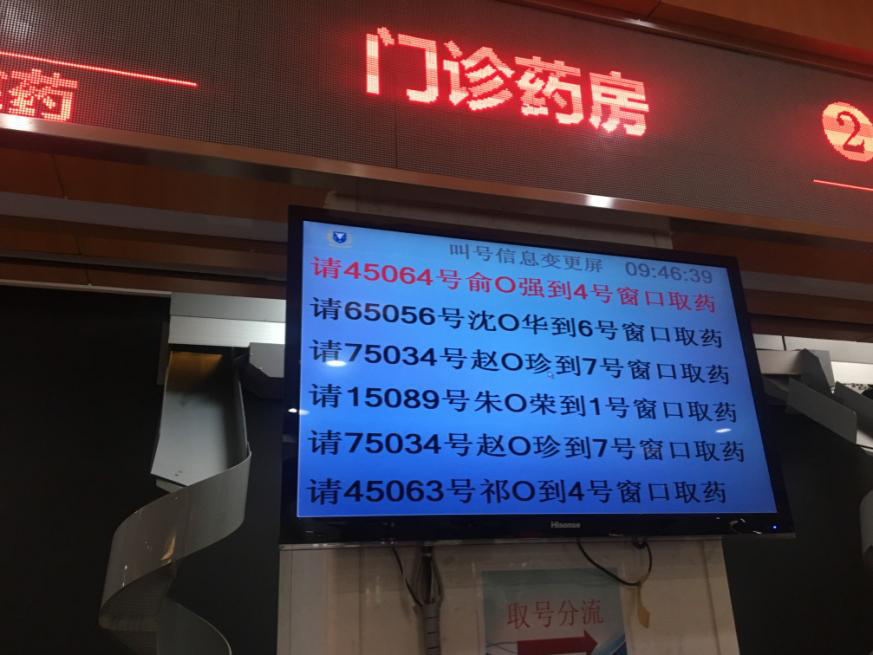 药
门诊药房
2
叫号信息变更屏 09:46:39
请45064号俞O强到4号窗口取药
请65056号沈O华到6号窗口取药
请75034号赵O珍到7号窗口取药
请15089号朱O荣到1号窗口取药
请75034号赵O珍到7号窗口取药
请45063号祁O到4号窗口取药
Hisense
取号分流